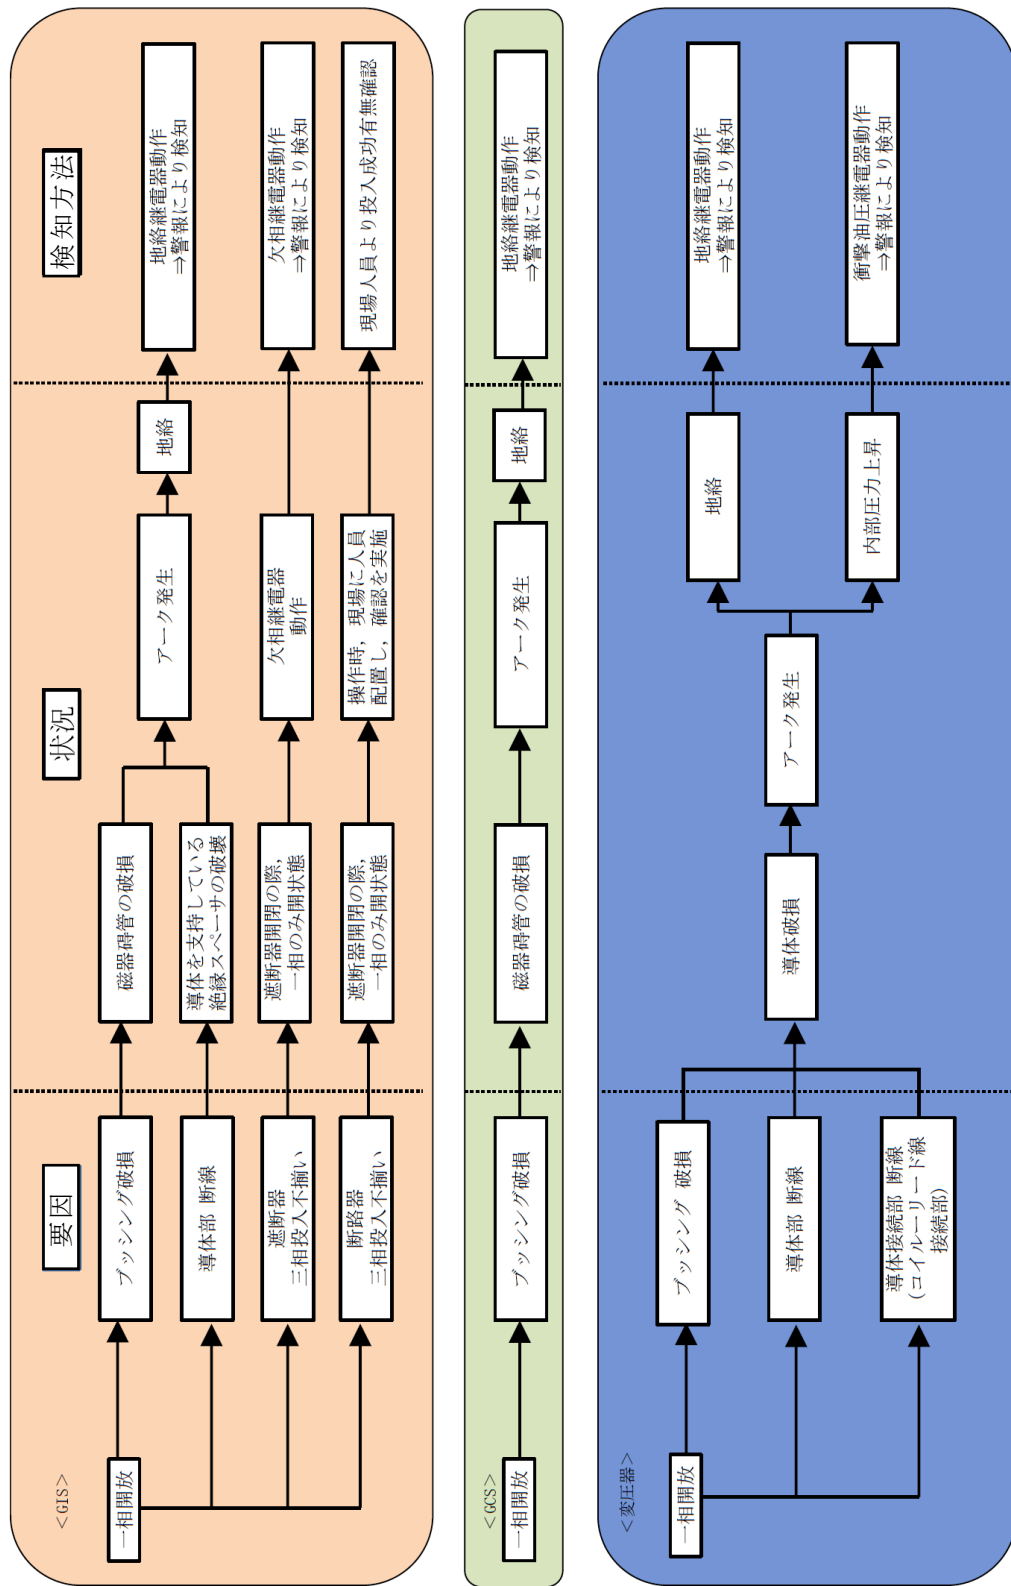 要因
状況
検知方法
＜GIS＞
一相開放
ブッシング破損
磁器碍管の破損
アーク発生
地絡
地絡継電器動作
⇒警報により検知
導体部 断線
導体を支持している
絶縁スペーサの破壊
遮断器
三相投入不揃い
遮断器開閉の際，
一相のみ開状態
欠相継電器
動作
欠相継電器動作
⇒警報により検知
断路器
三相投入不揃い
遮断器開閉の際，
一相のみ開状態
操作時，現場に人員
配置し，確認を実施
現場人員より投入成功有無確認
＜GCS＞
一相開放
ブッシング破損
磁器碍管の破損
アーク発生
地絡
地絡継電器動作
⇒警報により検知
＜変圧器＞
一相開放
ブッシング 破損
導体部 断線
導体接続部 断線
(コイルーリード線
接続部)
導体破損
アーク発生
地絡
地絡継電器動作
⇒警報により検知
内部圧力上昇
衝撃油圧継電器動作
⇒警報により検知